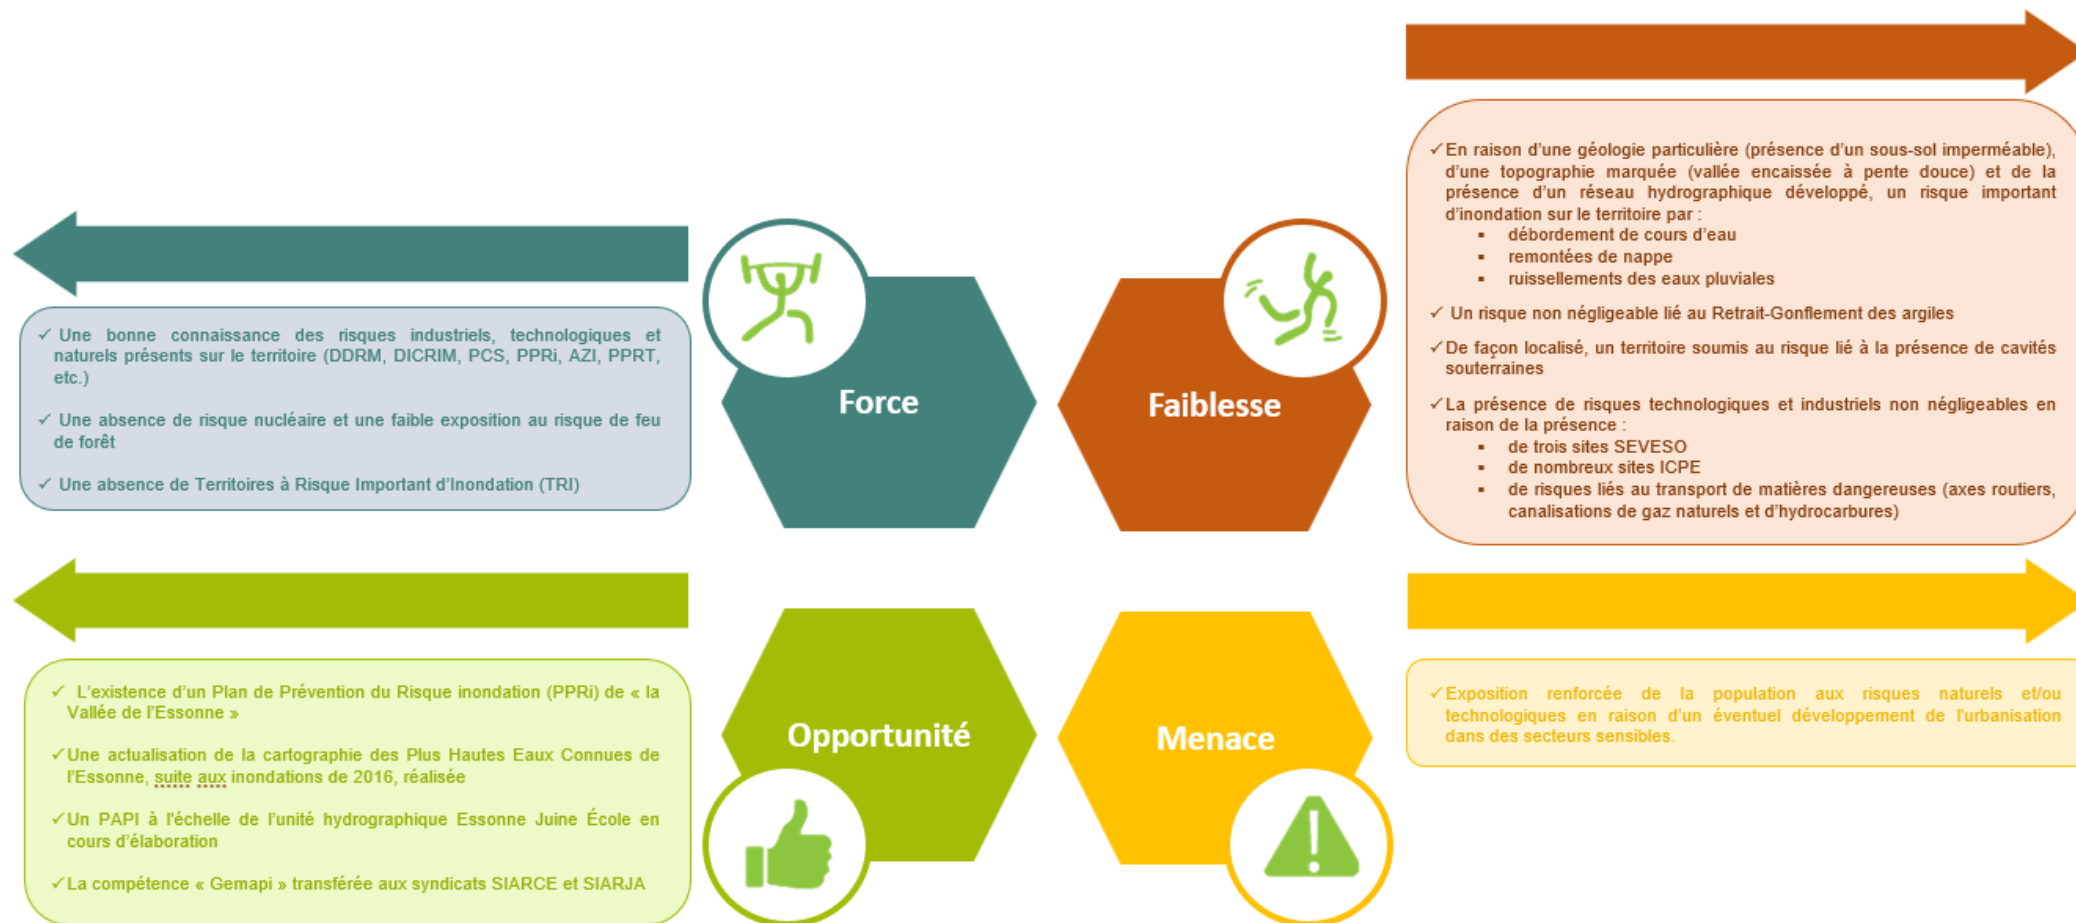 ✓ Une bonne connaissance des risques industriels, technologiques et
naturels présents sur le territoire (DDRM, DICRIM, PCS, PPRi, AZI, PPRT,
etc.)
✓ Une absence de risque nucléaire et une faible exposition au risque de feu
de forêt
✓ Une absence de Territoires à Risque Important d'Inondation (TRI)
Force
Faiblesse
✓ En raison d'une géologie particulière (présence d'un sous-sol imperméable),
d'une topographie marquée (vallée encaissée à pente douce) et de la
présence d'un réseau hydrographique développé, un risque important
d'inondation sur le territoire par :
▪ débordement de cours d'eau
▪ remontées de nappe
▪ ruissellements des eaux pluviales
✓ Un risque non négligeable lié au Retrait-Gonflement des argiles
✓ De façon localisé, un territoire soumis au risque lié à la présence de cavités
souterraines
✓ La présence de risques technologiques et industriels non négligeables en
raison de la présence :
▪ de trois sites SEVESO
▪ de nombreux sites ICPE
▪ de risques liés au transport de matières dangereuses (axes routiers,
canalisations de gaz naturels et d'hydrocarbures)
✓ L'existence d'un Plan de Prévention du Risque inondation (PPRi) de « la
Vallée de l'Essonne »
✓ Une actualisation de la cartographie des Plus Hautes Eaux Connues de
l'Essonne, suite aux inondations de 2016, réalisée
✓ Un PAPI à l'échelle de l'unité hydrographique Essonne Juine École en
cours d'élaboration
✓ La compétence « Gemapi » transférée aux syndicats SIARCE et SIARJA
Opportunité
Menace
✓ Exposition renforcée de la population aux risques naturels et/ou
technologiques en raison d'un éventuel développement de l'urbanisation
dans des secteurs sensibles.